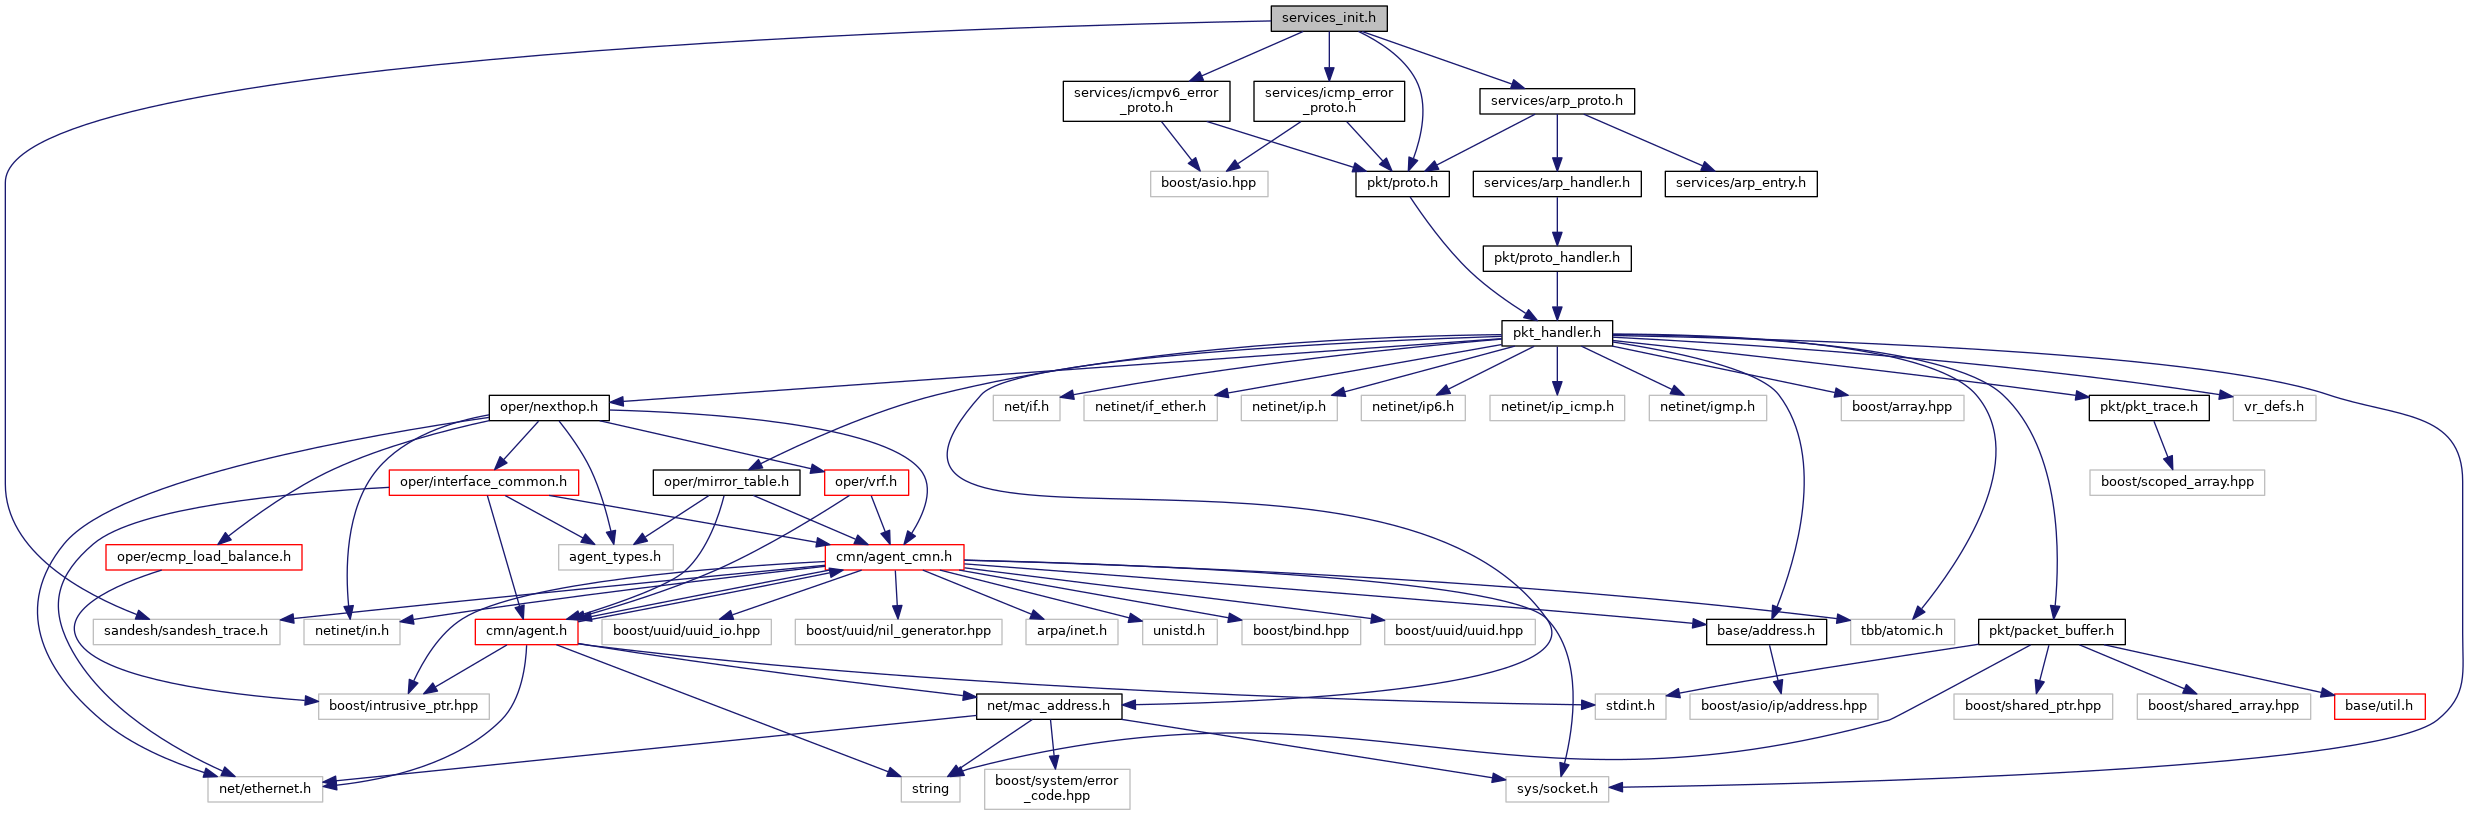 services_init.h
services/icmpv6_error
_proto.h
services/icmp_error
_proto.h
services/arp_proto.h
boost/asio.hpp
pkt/proto.h
services/arp_handler.h
services/arp_entry.h
pkt/proto_handler.h
pkt_handler.h
oper/nexthop.h
net/if.h
netinet/if_ether.h
netinet/ip.h
netinet/ip6.h
netinet/ip_icmp.h
netinet/igmp.h
boost/array.hpp
pkt/pkt_trace.h
vr_defs.h
oper/interface_common.h
oper/mirror_table.h
oper/vrf.h
boost/scoped_array.hpp
oper/ecmp_load_balance.h
agent_types.h
cmn/agent_cmn.h
sandesh/sandesh_trace.h
netinet/in.h
cmn/agent.h
boost/uuid/uuid_io.hpp
boost/uuid/nil_generator.hpp
arpa/inet.h
unistd.h
boost/bind.hpp
boost/uuid/uuid.hpp
base/address.h
tbb/atomic.h
pkt/packet_buffer.h
boost/intrusive_ptr.hpp
net/mac_address.h
stdint.h
boost/asio/ip/address.hpp
boost/shared_ptr.hpp
boost/shared_array.hpp
base/util.h
net/ethernet.h
string
boost/system/error
_code.hpp
sys/socket.h